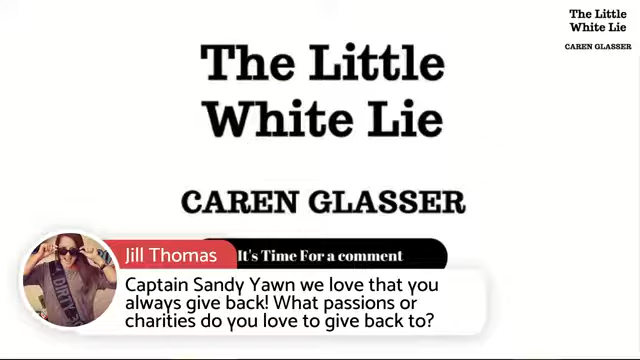 The Little
White Lie
CAREN GLASSER
The Little
White Lie
CAREN GLASSER
It's Time For a comment
Jill Thomas
Captain Sandy Yawn we love that you
always give back! What passions or
charities do you love to give back to?